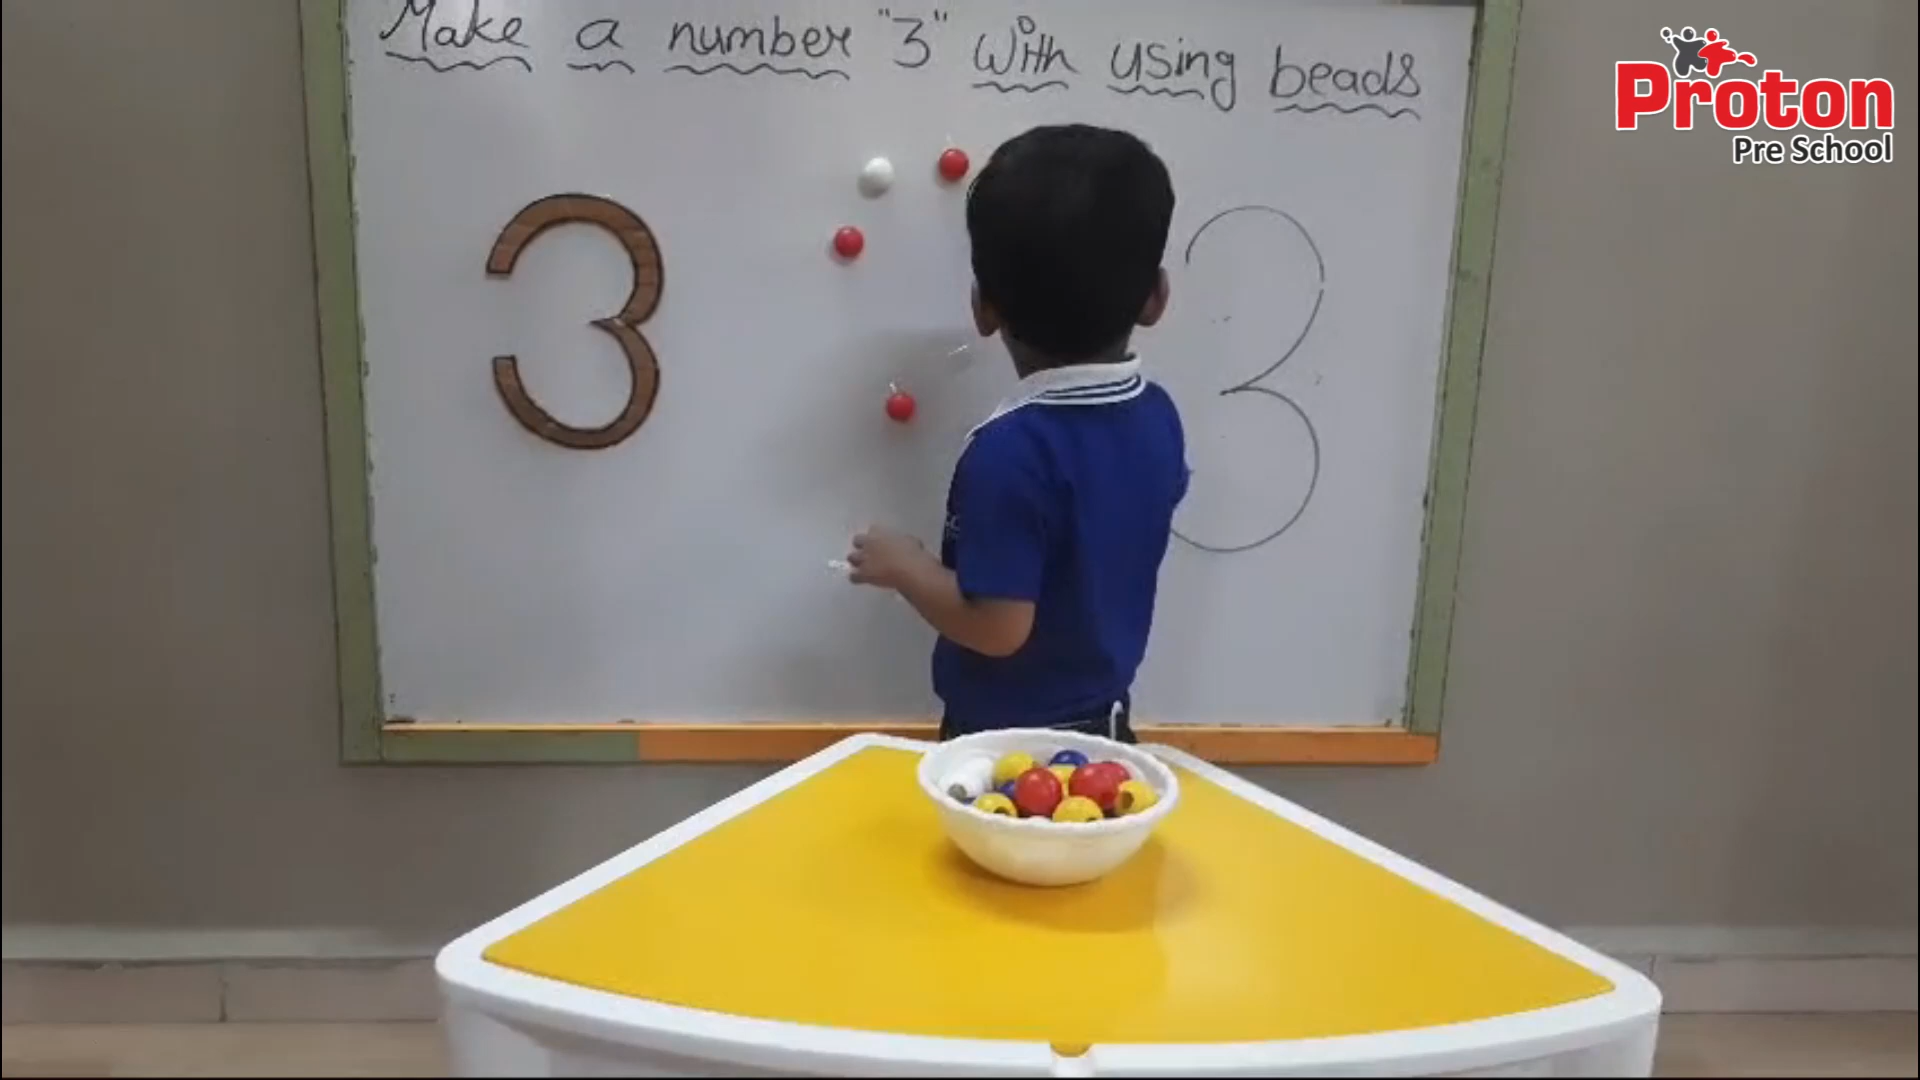 Make a number "3" with using beads
Proton
Pre School
3
3